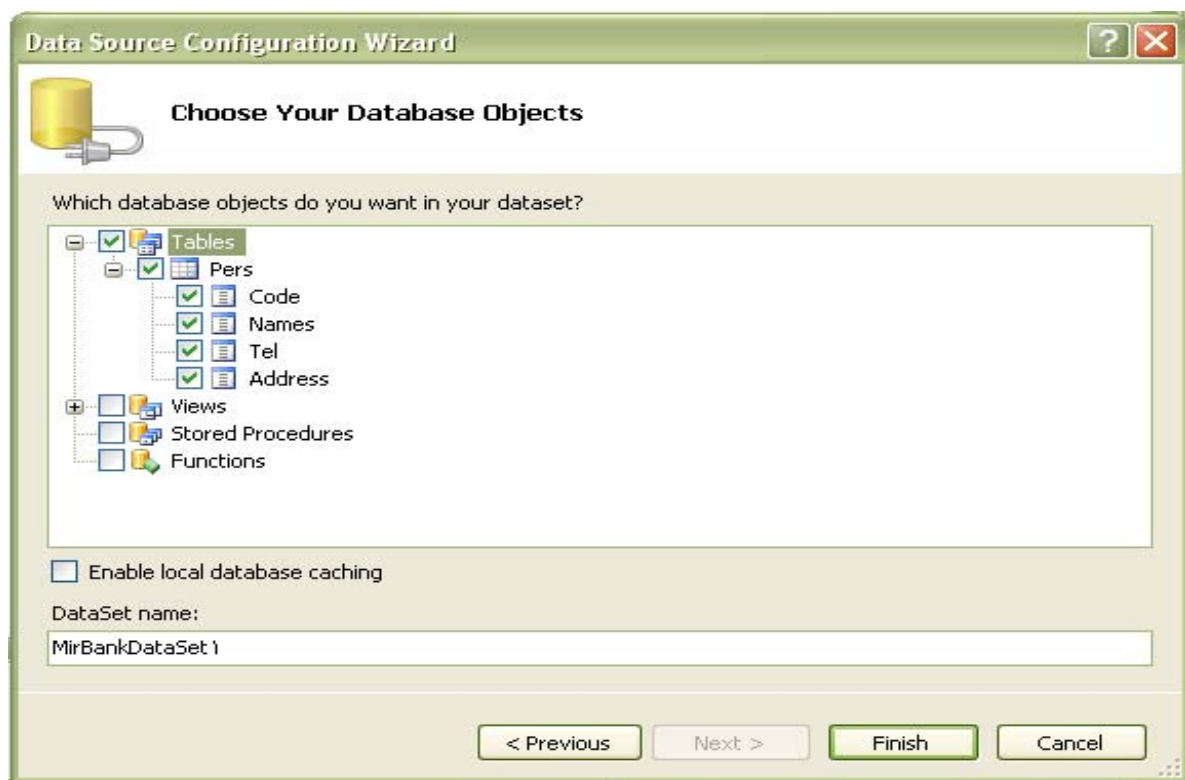 Data Source Configuration Wizard
Choose Your Database Objects
Which database objects do you want in your dataset?
Tables
Pers
Code
Names
Tel
Address
Views
Stored Procedures
Functions
Enable local database caching
DataSet name:
MirBankDataSet۱
< Previous
Next >
Finish
Cancel